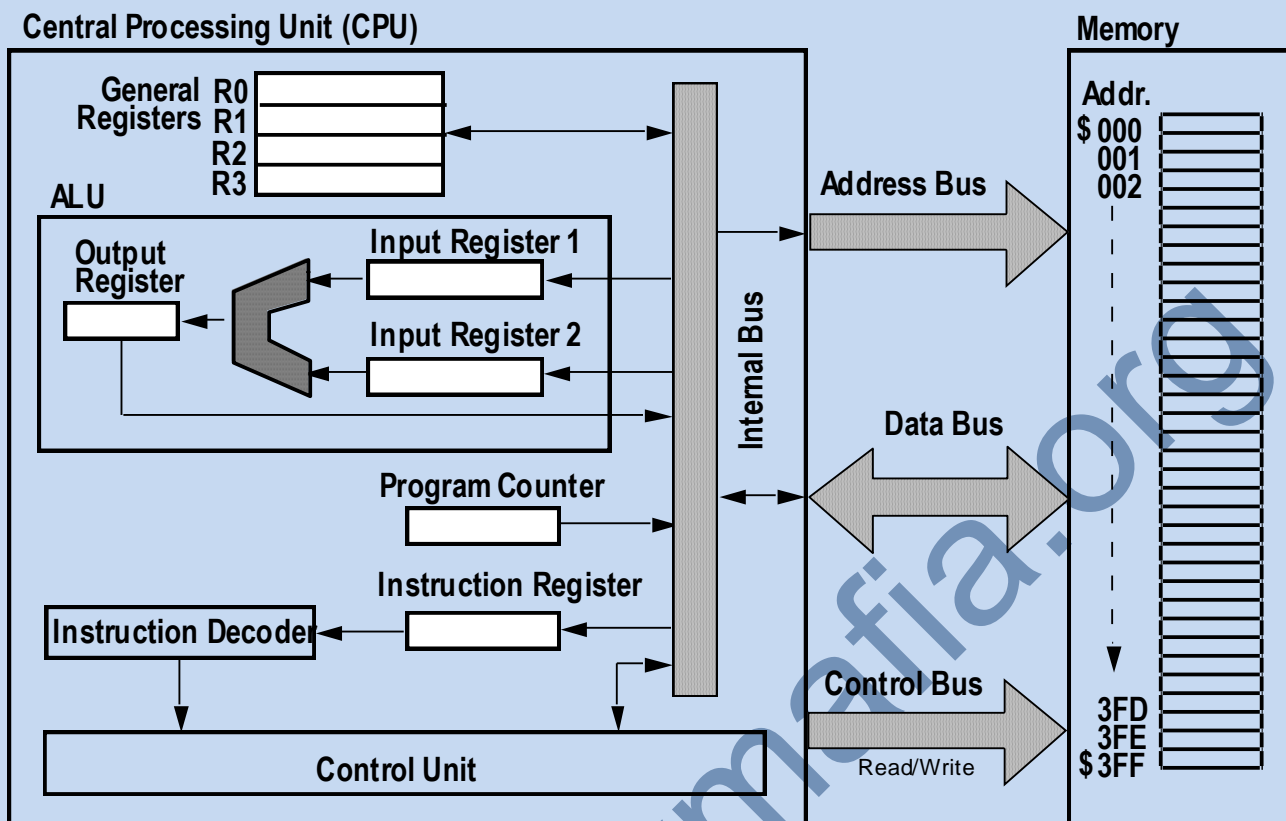 Central Processing Unit (CPU)
Memory
General
Registers
R0
R1
R2
R3
ALU
Output
Register
Input Register 1
Input Register 2
Internal Bus
Program Counter
Instruction Register
Instruction Decoder
Control Unit
Address Bus
Data Bus
Control Bus
Read/Write
Addr.
$ 000
001
002
3FD
3FE
$ 3FF
mafia.org